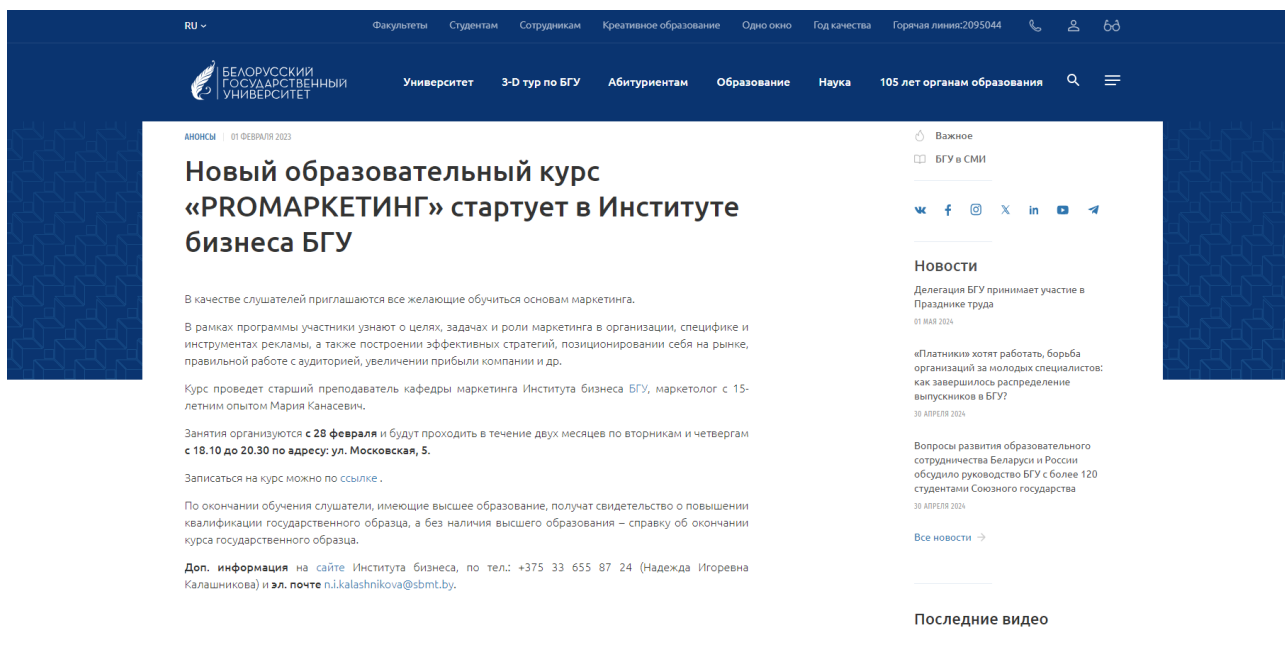 RU
Факультеты Студентам Сотрудникам Креативное образование Одно окно Год качества Горячая линия:2095044
БЕЛОРУССКИЙ
ГОСУДАРСТВЕННЫЙ
УНИВЕРСИТЕТ
Университет 3-D тур по БГУ Абитуриентам Образование Наука 105 лет органам образования
АНОНСЫ | 01 ФЕВРАЛЯ 2023
Новый образовательный курс
«PROМАРКЕТИНГ» стартует в Институте
бизнеса БГУ
В качестве слушателей приглашаются все желающие обучиться основам маркетинга.
В рамках программы участники узнают о целях, задачах и роли маркетинга в организации, специфике и
инструментах рекламы, а также построении эффективных стратегий, позиционировании себя на рынке,
правильной работе с аудиторией, увеличении прибыли компании и др.
Курс проведет старший преподаватель кафедры маркетинга Института бизнеса БГУ, маркетолог с 15-
летним опытом Мария Канасевич.
Занятия организуются с 28 февраля и будут проходить в течение двух месяцев по вторникам и четвергам
с 18.10 до 20.30 по адресу: ул. Московская, 5.
Записаться на курс можно по ссылке .
По окончании обучения слушатели, имеющие высшее образование, получат свидетельство о повышении
квалификации государственного образца, а без наличия высшего образования – справку об окончании
курса государственного образца.
Доп. информация на сайте Института бизнеса, по тел.: +375 33 655 87 24 (Надежда Игоревна
Калашникова) и эл. почте n.i.kalashnikova@sbmt.by.
Важное
БГУ в СМИ
Новости
Делегация БГУ принимает участие в
Празднике труда
01 МАЯ 2024
«Платники» хотят работать, борьба
организаций за молодых специалистов:
как завершилось распределение
выпускников в БГУ?
30 АПРЕЛЯ 2024
Вопросы развития образовательного
сотрудничества Беларуси и России
обсудило руководство БГУ с более 120
студентами Союзного государства
30 АПРЕЛЯ 2024
Все новости
Последние видео